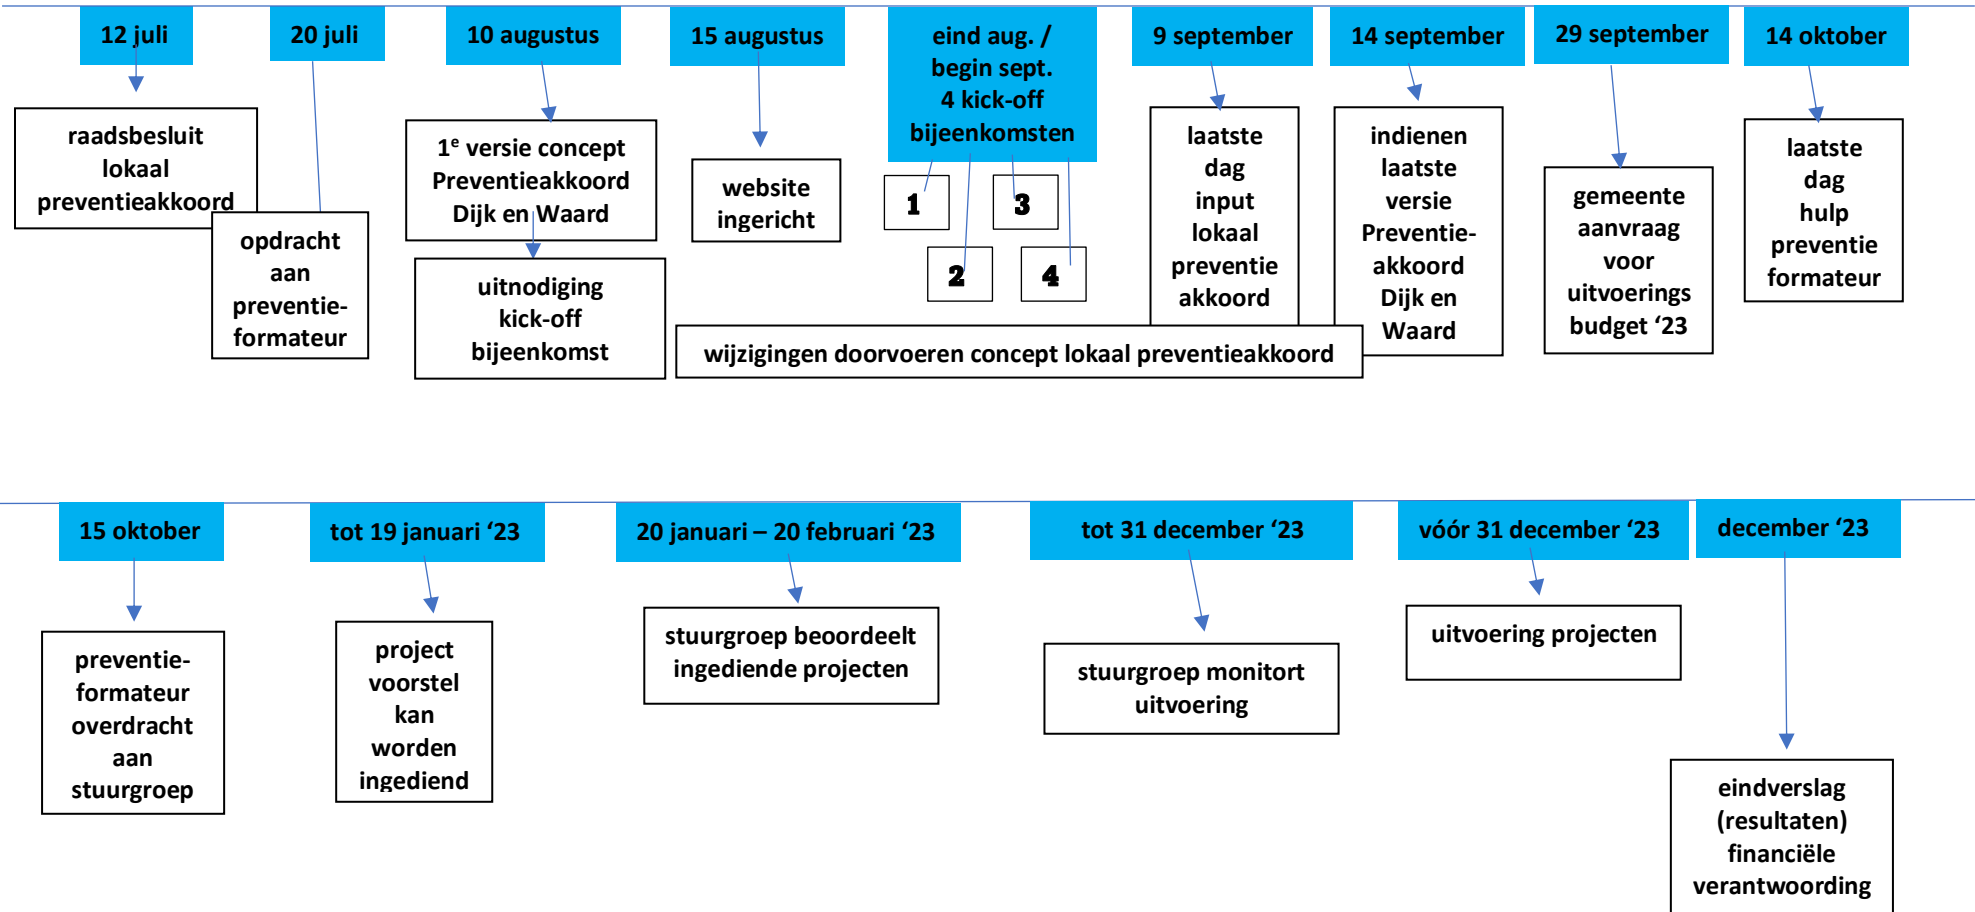 12 juli
20 juli
10 augustus
15 augustus
eind aug. /
begin sept.
4 kick-off
bijeenkomsten
9 september
14 september
29 september
14 oktober
raadsbesluit
lokaal
preventieakkoord
opdracht
aan
preventie-
formateur
1e versie concept
Preventieakkoord
Dijk en Waard
uitnodiging
kick-off
bijeenkomst
website
ingericht
1
3
2
4
laatste
dag
input
lokaal
preventie
akkoord
indienen
laatste
versie
Preventie-
akkoord
Dijk en
Waard
gemeente
aanvraag
voor
uitvoerings
budget ‘23
laatste
dag
hulp
preventie
formateur
wijzigingen doorvoeren concept lokaal preventieakkoord
15 oktober
tot 19 januari ‘23
20 januari – 20 februari ‘23
tot 31 december ‘23
vóór 31 december ‘23
december ‘23
preventie-
formateur
overdracht
aan
stuurgroep
project
voorstel
kan
worden
ingediend
stuurgroep beoordeelt
ingediende projecten
stuurgroep monitort
uitvoering
uitvoering projecten
eindverslag
(resultaten)
financiële
verantwoording